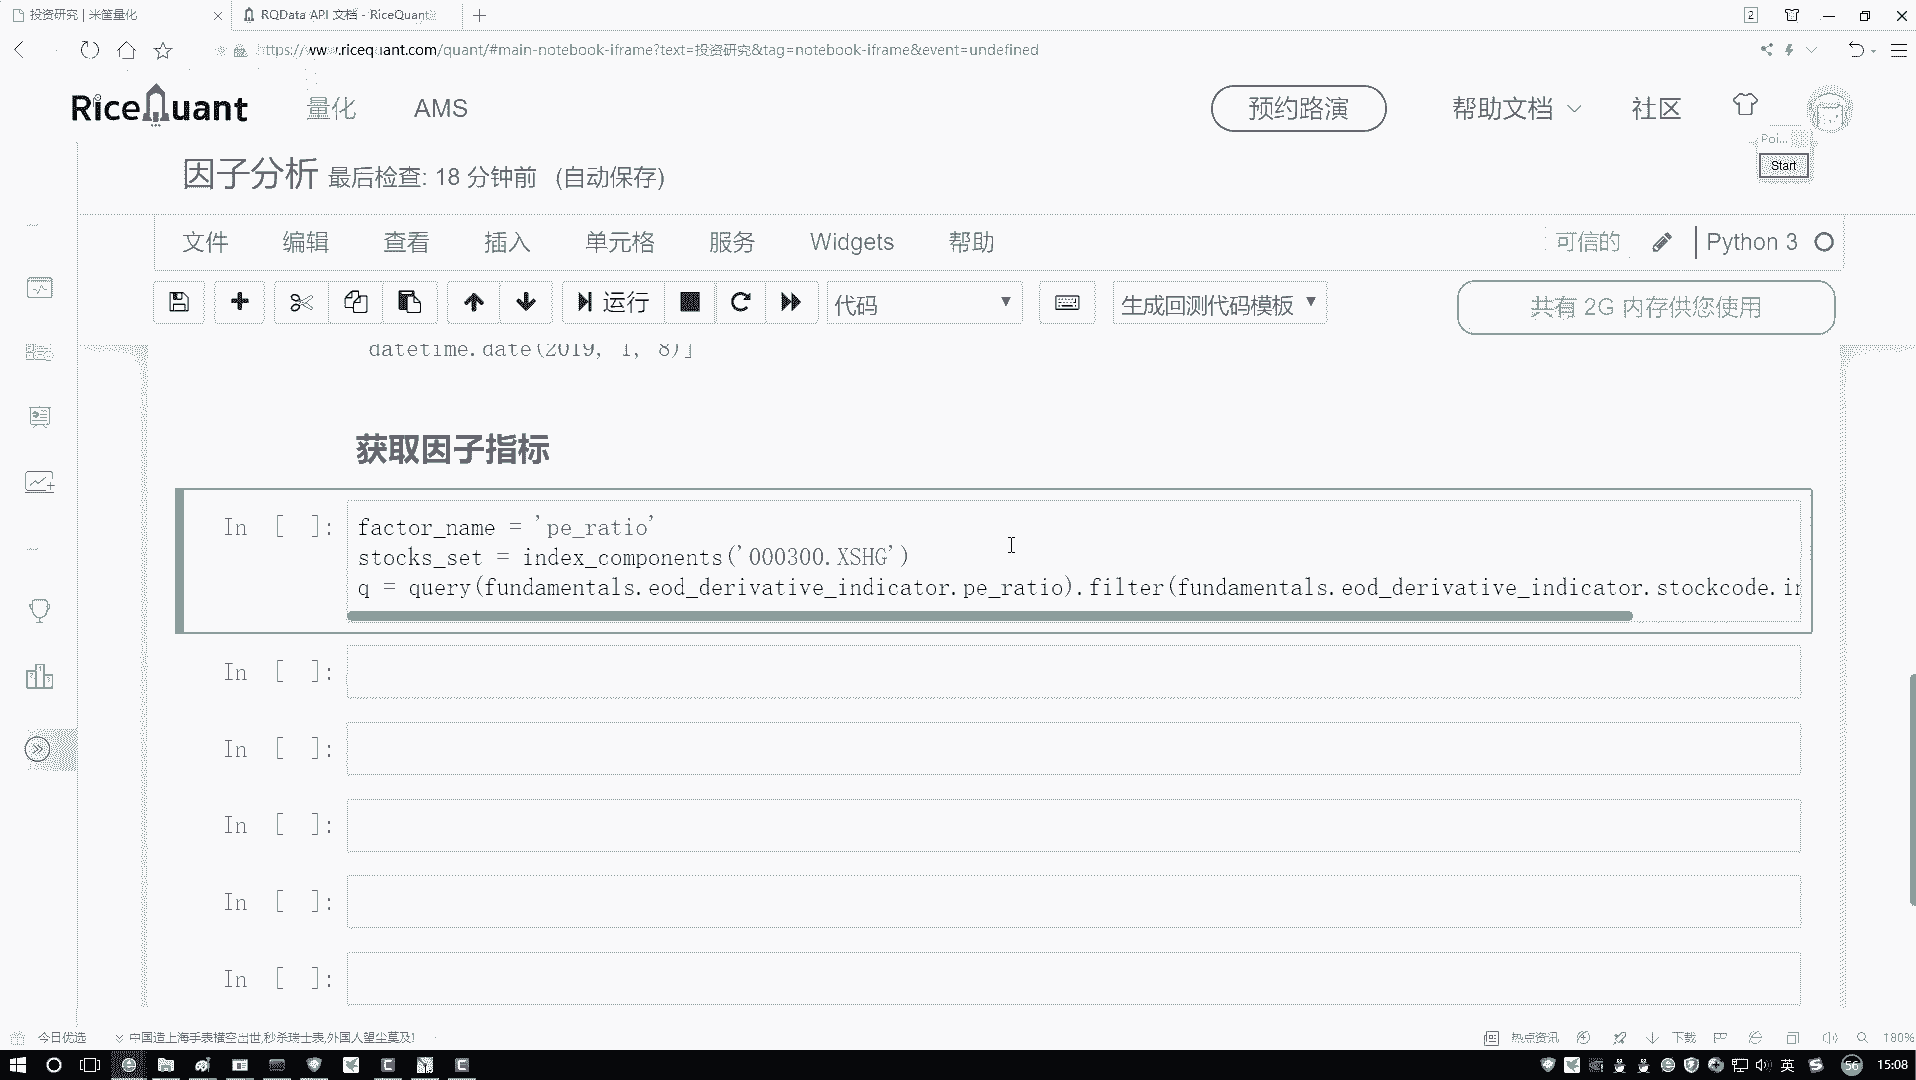 投资研究 | 米筐量化
RQData API 文档 - RiceQuant
2
https://www.ricequant.com/quant/#main-notebook-iframe?text=投资研究&tag=notebook-iframe&event=undefined
RiceQuant
量化
AMS
预约路演
帮助文档
社区
Poi...
Start
因子分析 最后检查: 18 分钟前 (自动保存)
文件 编辑 查看 插入 单元格 服务 Widgets 帮助
可信的
Python 3
运行
代码
生成回测代码模板
共有 2G 内存供您使用
datetime.date(2019, 1, 8)]
获取因子指标
In [ ]:
factor_name = 'pe_ratio'
stocks_set = index_components('000300.XSHG')
q = query(fundamentals.eod_derivative_indicator.pe_ratio).filter(fundamentals.eod_derivative_indicator.stockcode.in
In [ ]:
In [ ]:
In [ ]:
In [ ]:
In [ ]:
今日优选
中国造上海手表横空出世,秒杀瑞士表,外国人望尘莫及!
热点资讯
下载
180%
英
56
15:08